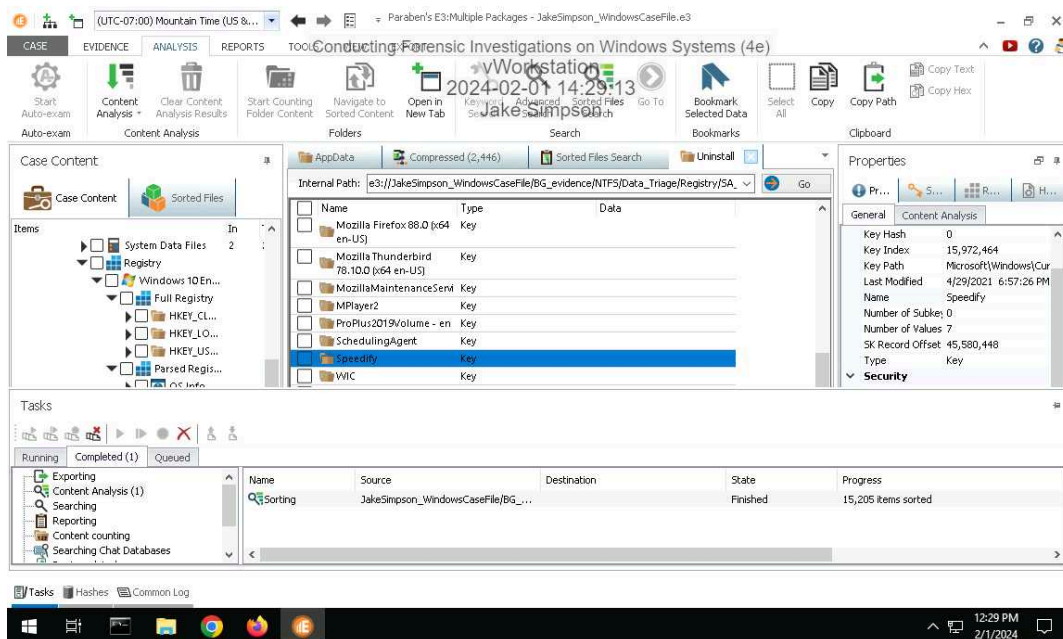 (UTC-07:00) Mountain Time (US &...
Paraben's E3:Multiple Packages - JakeSimpson_WindowsCaseFile.e3
CASE EVIDENCE ANALYSIS REPORTS
Conducting Forensic Investigations on Windows Systems (4e)
vWorkstation
2024-02-01 14:29:13
Jake Simpson
Start Auto-exam
Content Analysis
Clear Content Analysis Results
Start Counting Folder Content
Navigate to Sorted Content
Open in New Tab
Advanced Search
Sorted Files Search
Go To
Bookmark Selected Data
Select All
Copy
Copy Path
Copy Text
Copy Hex
Auto-exam Content Analysis Folders Search Bookmarks Clipboard
Case Content
Case Content Sorted Files
Items In
System Data Files 2
Registry
Windows 10 En...
Full Registry
HKEY_CL...
HKEY_LO...
HKEY_US...
Parsed Regis...
OS Info
AppData Compressed (2,446) Sorted Files Search Uninstall
Internal Path: e3://JakeSimpson_WindowsCaseFile/BG_evidence/NTFS/Data_Triage/Registry/SA_ Go
Name Type Data
Mozilla Firefox 88.0 (x64 en-US) Key
Mozilla Thunderbird 78.10.0 (x64 en-US) Key
MozillaMaintenanceServi Key
MPlayer2 Key
ProPlus2019Volume - en Key
SchedulingAgent Key
Speedify Key
WIC Key
Properties
Pr... S... R... H...
General Content Analysis
Key Hash 0
Key Index 15,972,464
Key Path Microsoft\Windows\Cur
Last Modified 4/29/2021 6:57:26 PM
Name Speedify
Number of Subkey 0
Number of Values 7
SK Record Offset 45,580,448
Type Key
Security
Tasks
Running Completed (1) Queued
Exporting
Content Analysis (1)
Searching
Reporting
Content counting
Searching Chat Databases
Name Source Destination State Progress
Sorting JakeSimpson_WindowsCaseFile/BG_... Finished 15,205 items sorted
Tasks Hashes Common Log
12:29 PM
2/1/2024